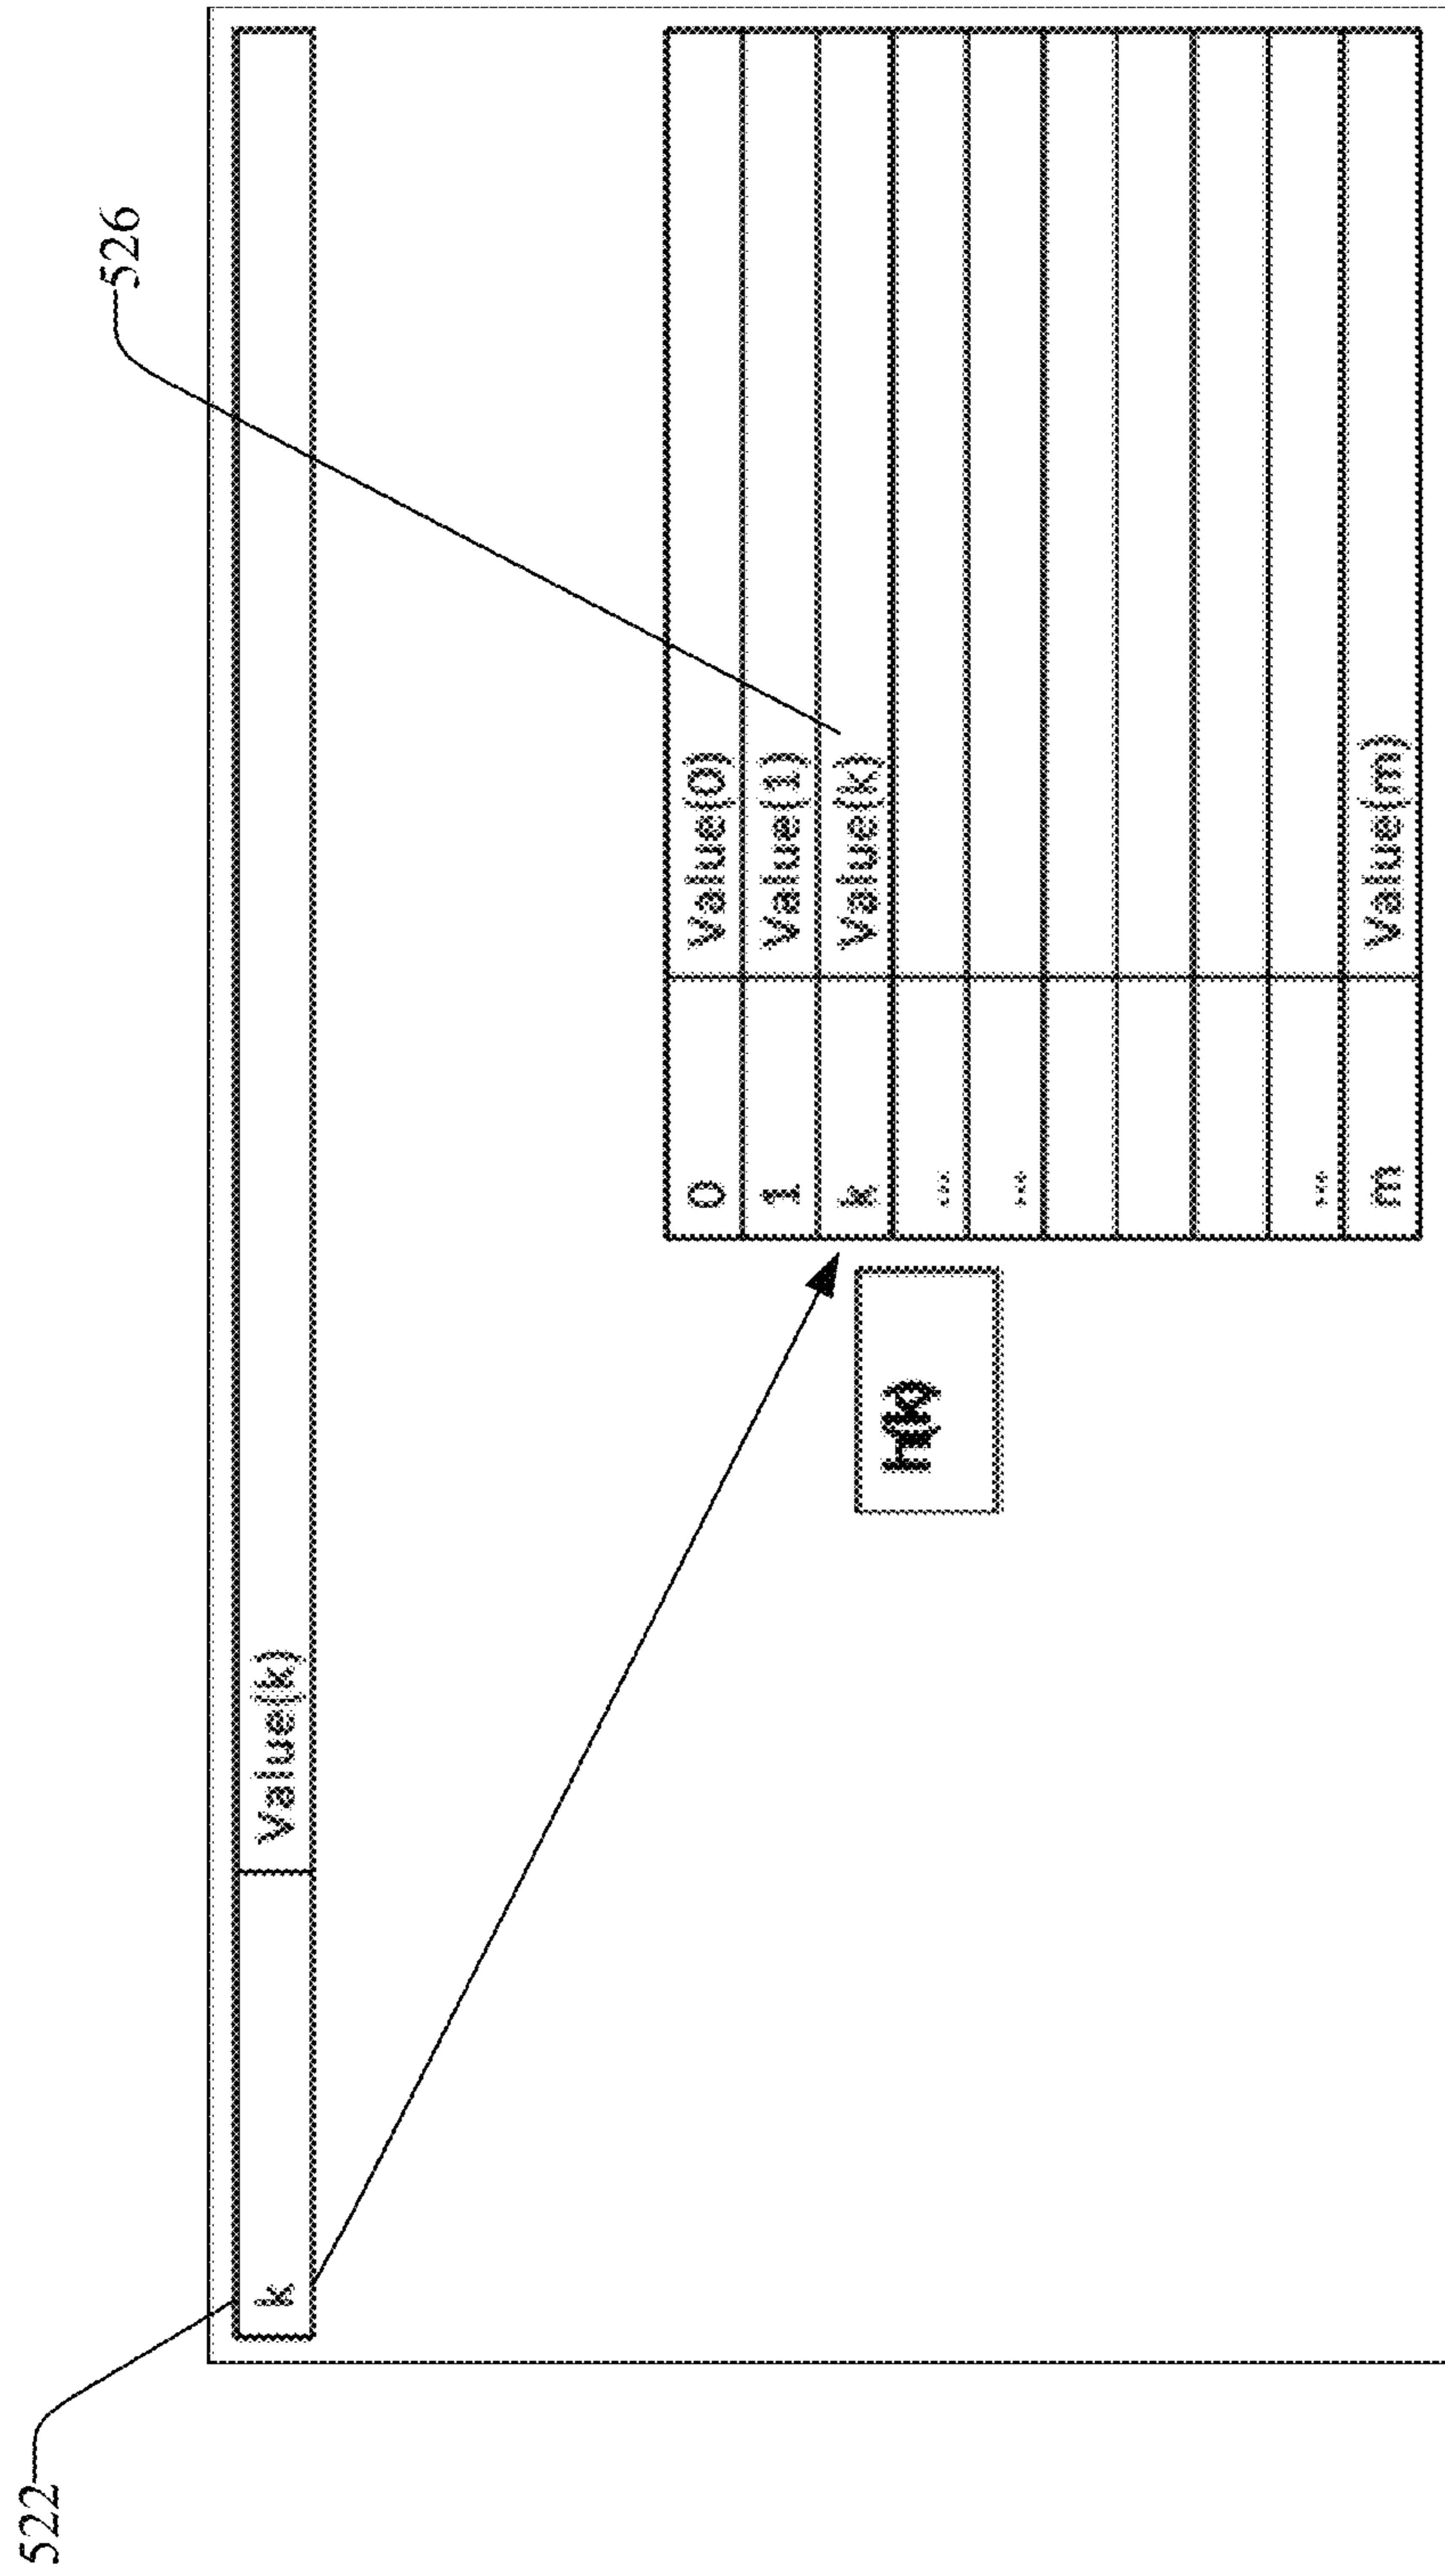 522
526
k Value(k)
0 Value(0)
1 Value(1)
k Value(k)
...
...
...
m Value(m)
h(k)